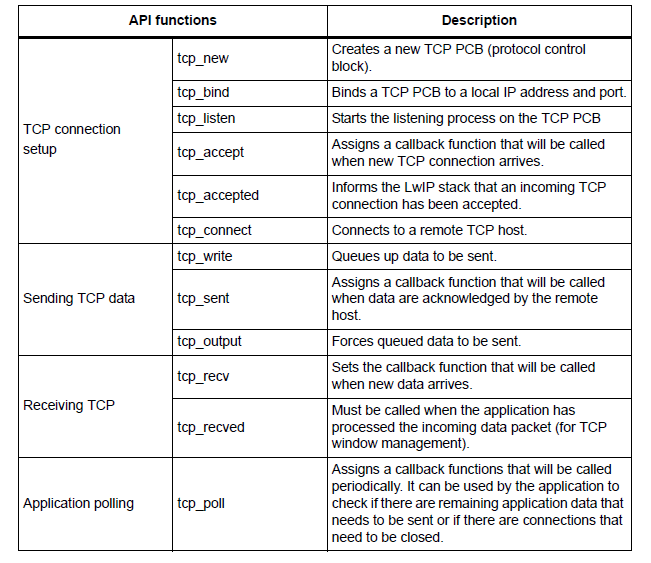 API functions
Description
TCP connection
setup
tcp_new
Creates a new TCP PCB (protocol control
block).
tcp_bind
Binds a TCP PCB to a local IP address and port.
tcp_listen
Starts the listening process on the TCP PCB
tcp_accept
Assigns a callback function that will be called
when new TCP connection arrives.
tcp_accepted
Informs the LwIP stack that an incoming TCP
connection has been accepted.
tcp_connect
Connects to a remote TCP host.
Sending TCP data
tcp_write
Queues up data to be sent.
tcp_sent
Assigns a callback function that will be called
when data are acknowledged by the remote
host.
tcp_output
Forces queued data to be sent.
Receiving TCP
tcp_recv
Sets the callback function that will be called
when new data arrives.
tcp_recved
Must be called when the application has
processed the incoming data packet (for TCP
window management).
Application polling
tcp_poll
Assigns a callback functions that will be called
periodically. It can be used by the application to
check if there are remaining application data that
needs to be sent or if there are connections that
need to be closed.